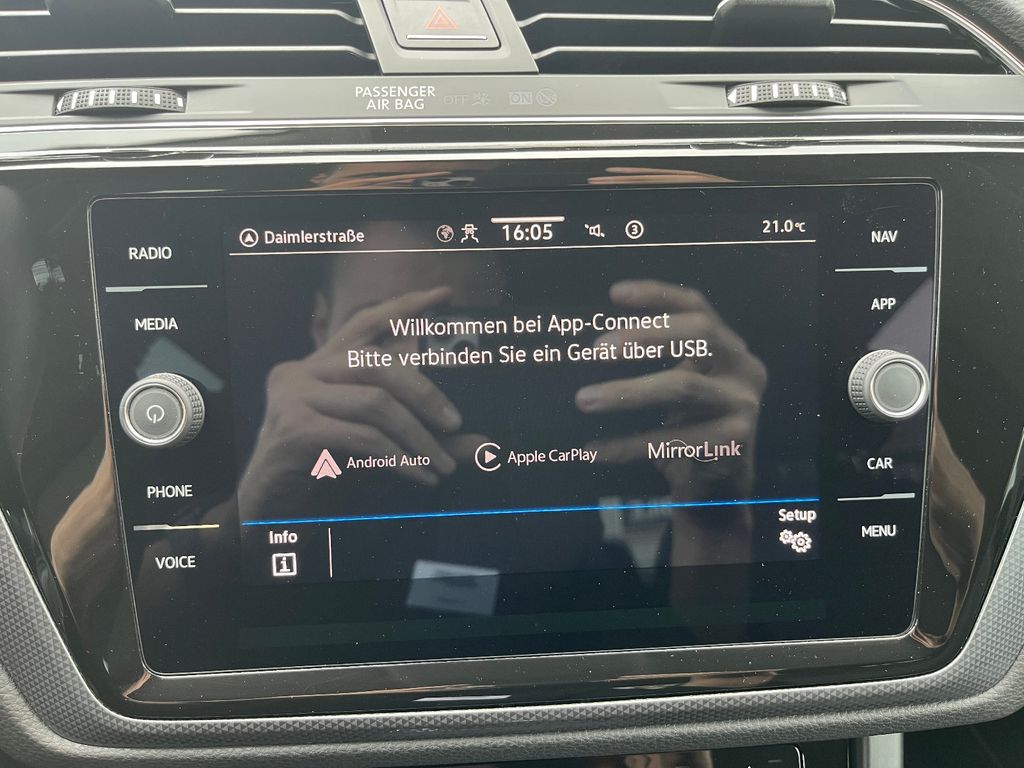 PASSENGER
AIR BAG OFF ON
RADIO
MEDIA
PHONE
VOICE
Daimlerstraße 16:05 3 21.0°C
Willkommen bei App-Connect
Bitte verbinden Sie ein Gerät über USB.
Android Auto Apple CarPlay MirrorLink
Info Setup
i
NAV
APP
CAR
MENU